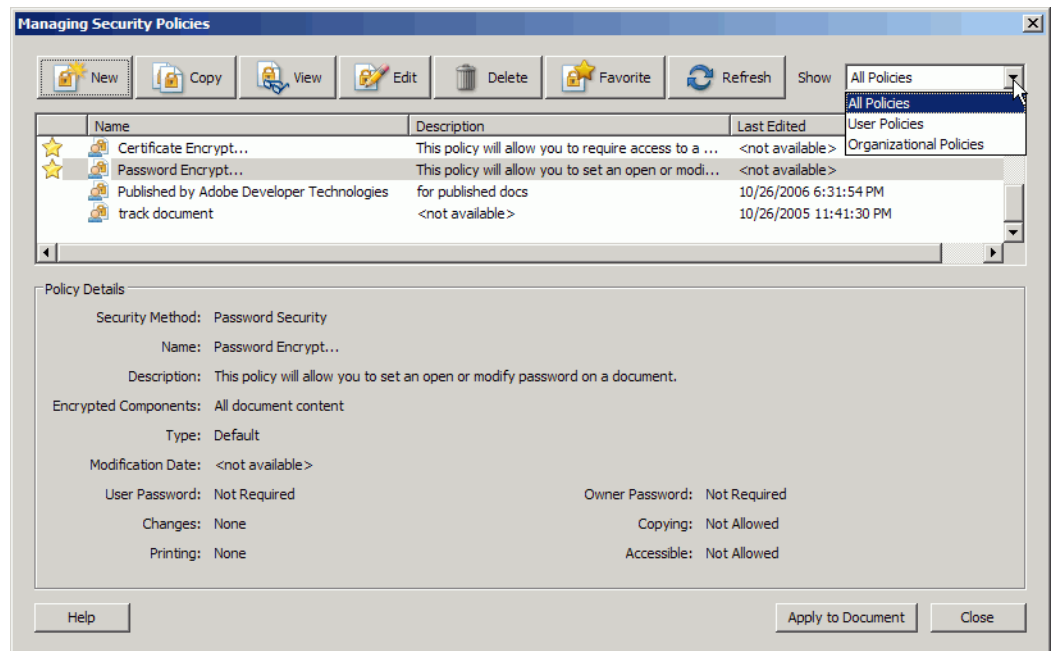 Managing Security Policies
New Copy View Edit Delete Favorite Refresh Show All Policies
All Policies
User Policies
Organizational Policies
Name Description Last Edited
Certificate Encrypt... This policy will allow you to require access to a ... <not available>
Password Encrypt... This policy will allow you to set an open or modi... <not available>
Published by Adobe Developer Technologies for published docs 10/26/2006 6:31:54 PM
track document <not available> 10/26/2005 11:41:30 PM
Policy Details
Security Method: Password Security
Name: Password Encrypt...
Description: This policy will allow you to set an open or modify password on a document.
Encrypted Components: All document content
Type: Default
Modification Date: <not available>
User Password: Not Required Owner Password: Not Required
Changes: None Copying: Not Allowed
Printing: None Accessible: Not Allowed
Help Apply to Document Close